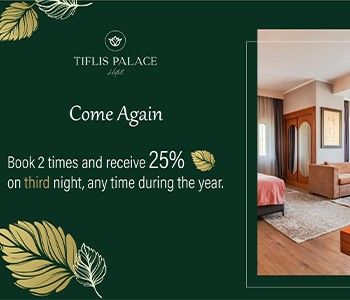 TIFLIS PALACE
Hotel
Come Again
Book 2 times and receive 25%
on third night, any time during the year.